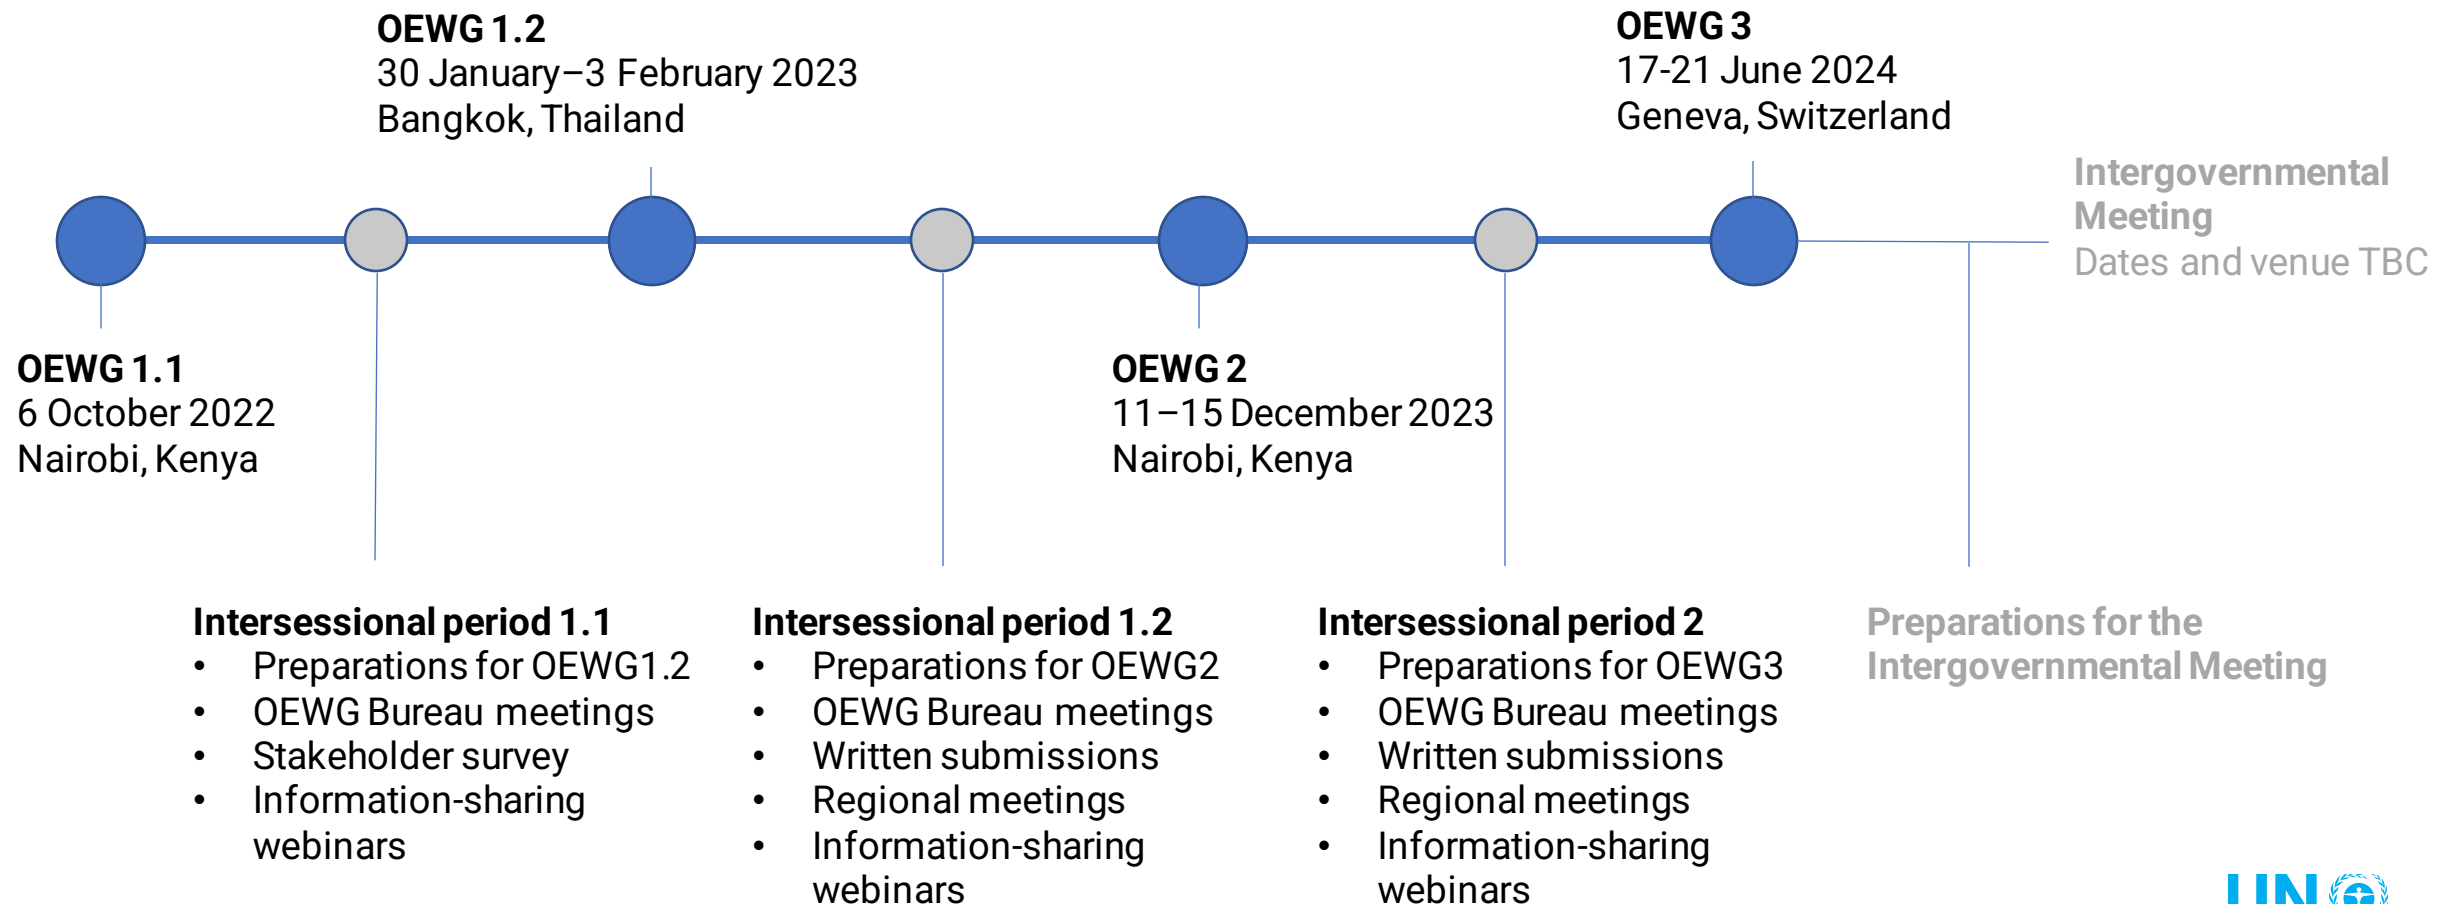 OEWG 1.2
30 January–3 February 2023
Bangkok, Thailand
OEWG 3
17-21 June 2024
Geneva, Switzerland
Intergovernmental
Meeting
Dates and venue TBC
OEWG 1.1
6 October 2022
Nairobi, Kenya
OEWG 2
11–15 December 2023
Nairobi, Kenya
Intersessional period 1.1
• Preparations for OEWG1.2
• OEWG Bureau meetings
• Stakeholder survey
• Information-sharing
webinars
Intersessional period 1.2
• Preparations for OEWG2
• OEWG Bureau meetings
• Written submissions
• Regional meetings
• Information-sharing
webinars
Intersessional period 2
• Preparations for OEWG3
• OEWG Bureau meetings
• Written submissions
• Regional meetings
• Information-sharing
webinars
Preparations for the
Intergovernmental Meeting
UN